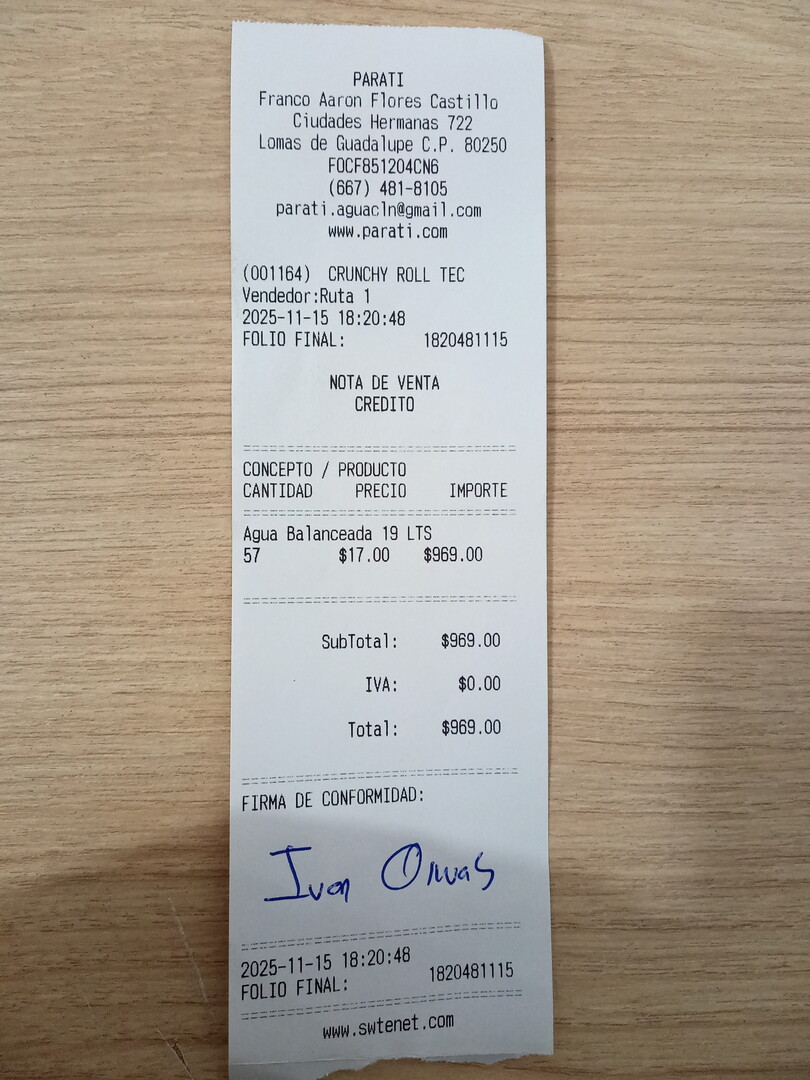 PARATI
Franco Aaron Flores Castillo
Ciudades Hermanas 722
Lomas de Guadalupe C.P. 80250
FOCF851204CN6
(667) 481-8105
parati.aguacln@gmail.com
www.parati.com
(001164) CRUNCHY ROLL TEC
Vendedor:Ruta 1
2025-11-15 18:20:48
FOLIO FINAL: 1820481115
NOTA DE VENTA
CREDITO
CONCEPTO / PRODUCTO
CANTIDAD PRECIO IMPORTE
Agua Balanceada 19 LTS
57 $17.00 $969.00
SubTotal: $969.00
IVA: $0.00
Total: $969.00
FIRMA DE CONFORMIDAD:
Ivan
2025-11-15 18:20:48
FOLIO FINAL: 1820481115
www.swtenet.com